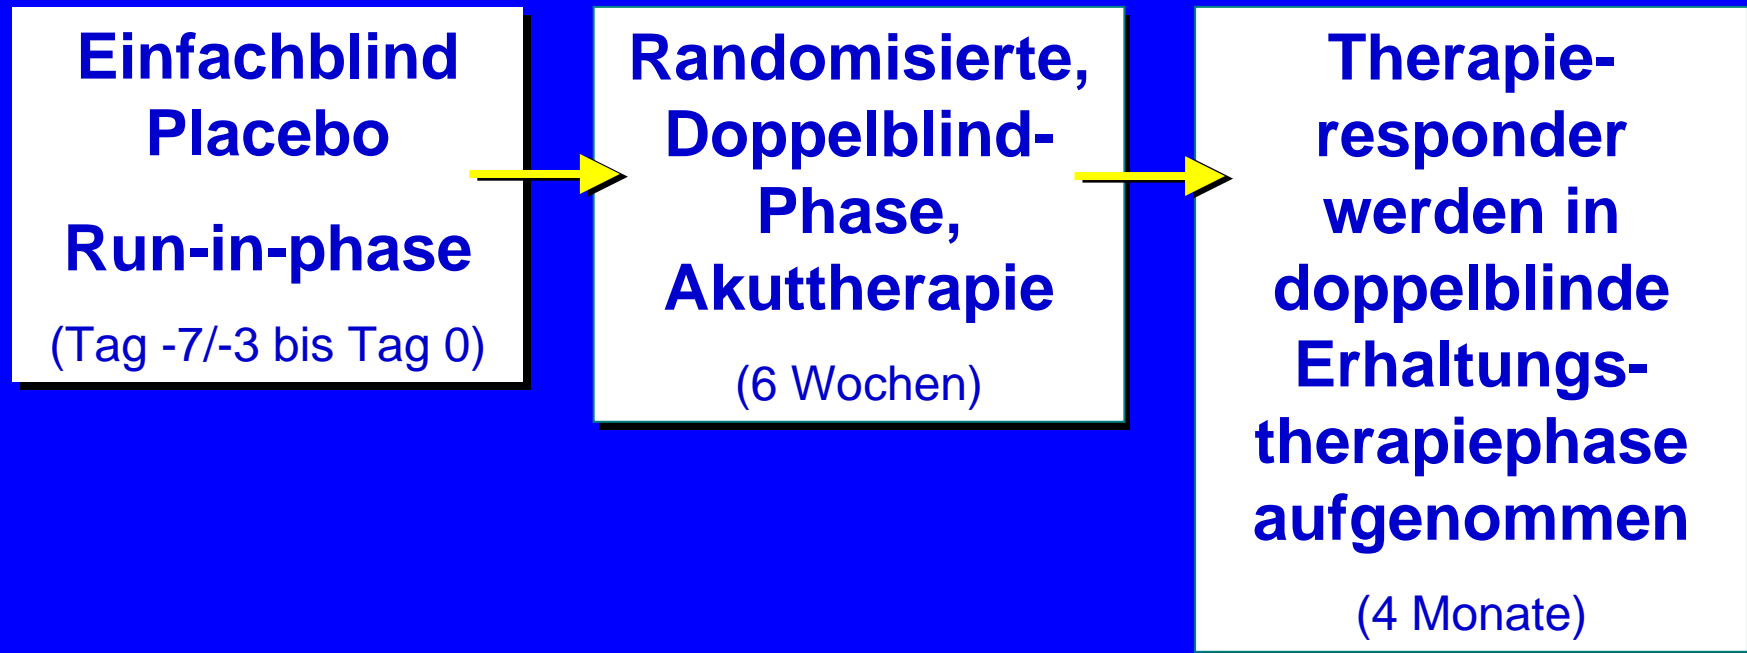 Einfachblind
Placebo
Run-in-phase
(Tag -7/-3 bis Tag 0)
Randomisierte,
Doppelblind-
Phase,
Akuttherapie
(6 Wochen)
Therapie-
responder
werden in
doppelblinde
Erhaltungs-
therapiephase
aufgenommen
(4 Monate)